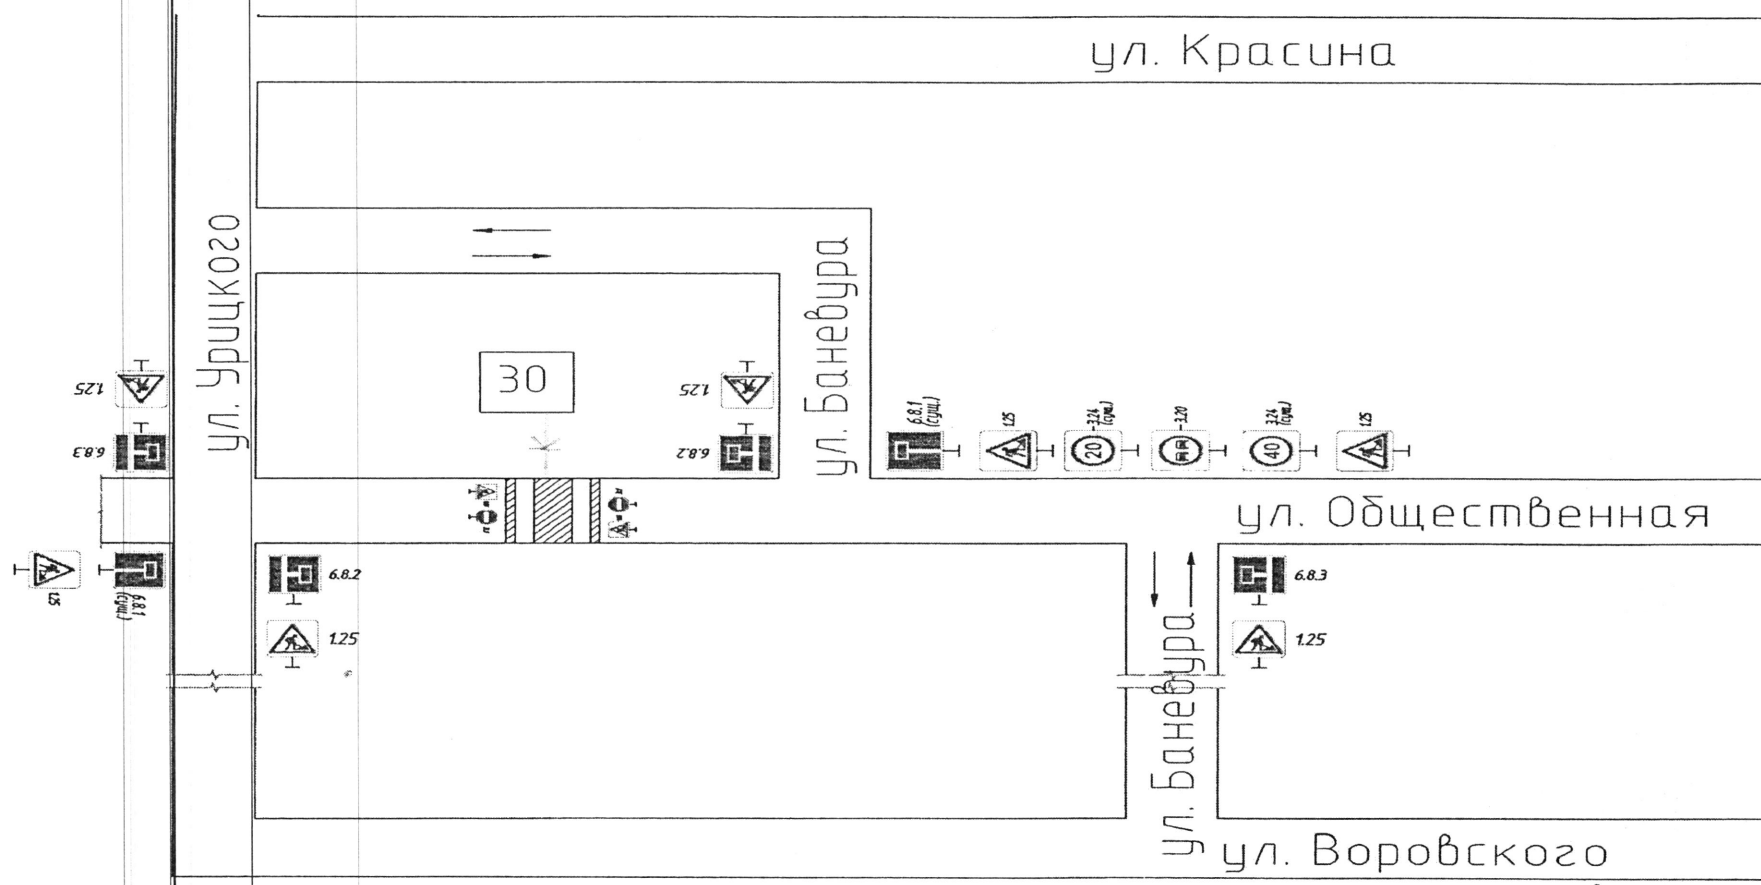 ул. Красина
ул. Урицкого
ул. Баневура
30
1.25
6.8.3
1.25
6.8.2
6.8.1
(сущ.)
1.25
3.24
(сущ.)
20
3.20
3.24
(сущ.)
40
1.25
ул. Общественная
1.25
6.8.1
(сущ.)
6.8.2
1.25
6.8.3
1.25
ул. Баневура
ул. Воровского